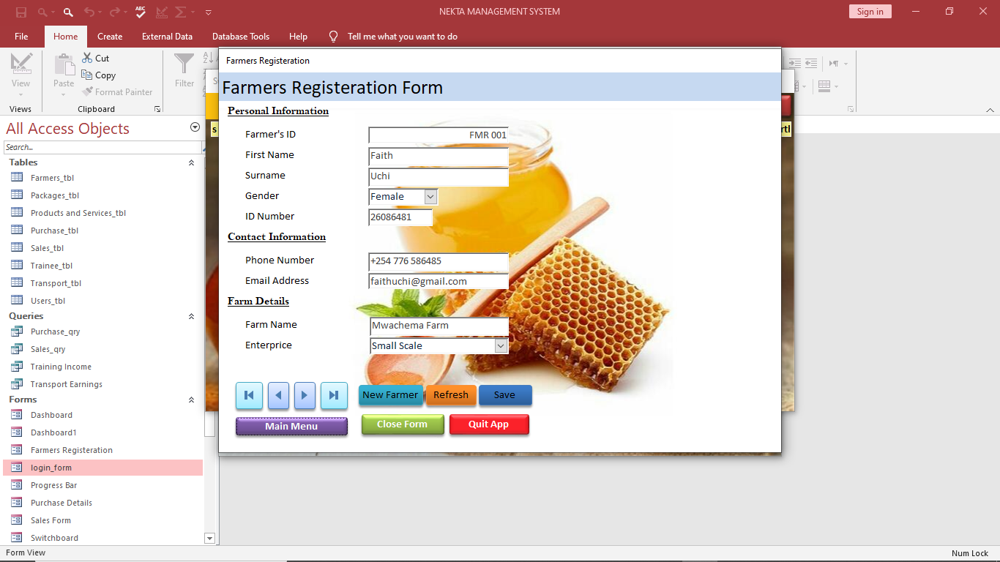 NEKTA MANAGEMENT SYSTEM
Sign in
File Home Create External Data Database Tools Help Tell me what you want to do
View
Views
Paste
Cut
Copy
Format Painter
Clipboard
Filter
All Access Objects
Search...
Tables
Farmers_tbl
Packages_tbl
Products and Services_tbl
Purchase_tbl
Sales_tbl
Trainee_tbl
Transport_tbl
Users_tbl
Queries
Purchase_qry
Sales_qry
Training Income
Transport Earnings
Forms
Dashboard
Dashboard1
Farmers Registeration
login_form
Progress Bar
Purchase Details
Sales Form
Switchboard
Farmers Registeration
Farmers Registeration Form
Personal Information
Farmer's ID FMR 001
First Name Faith
Surname Uchi
Gender Female
ID Number 26086481
Contact Information
Phone Number +254 776 586485
Email Address faithuchi@gmail.com
Farm Details
Farm Name Mwachema Farm
Enterprice Small Scale
New Farmer Refresh Save
Main Menu Close Form Quit App
Form View
Num Lock